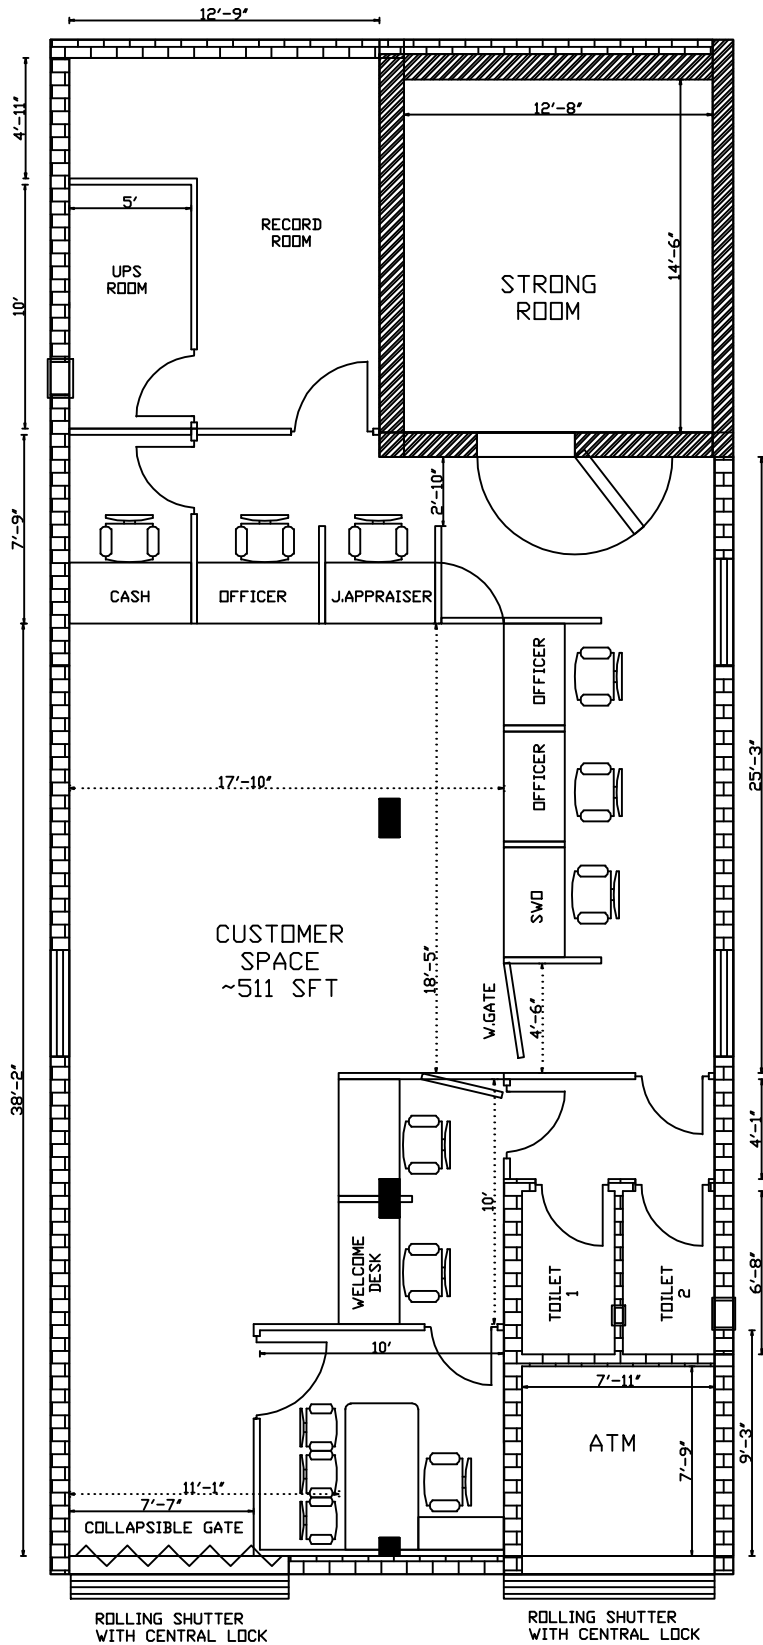 12'-9"
4'-11"
12'-8"
5'
RECORD
ROOM
14'-6"
UPS
ROOM
STRONG
ROOM
10'
2'-10"
7'-9"
CASH
OFFICER
J.APPRAISER
OFFICER
OFFICER
25'-3"
17'-10"
SWO
CUSTOMER
SPACE
~511 SFT
18'-5"
W.GATE
4'-6"
38'-2"
4'-1"
10'
WELCOME
DESK
TOILET
1
TOILET
2
6'-8"
10'
7'-11"
ATM
7'-9"
9'-3"
11'-1"
7'-7"
COLLAPSIBLE GATE
ROLLING SHUTTER
WITH CENTRAL LOCK
ROLLING SHUTTER
WITH CENTRAL LOCK